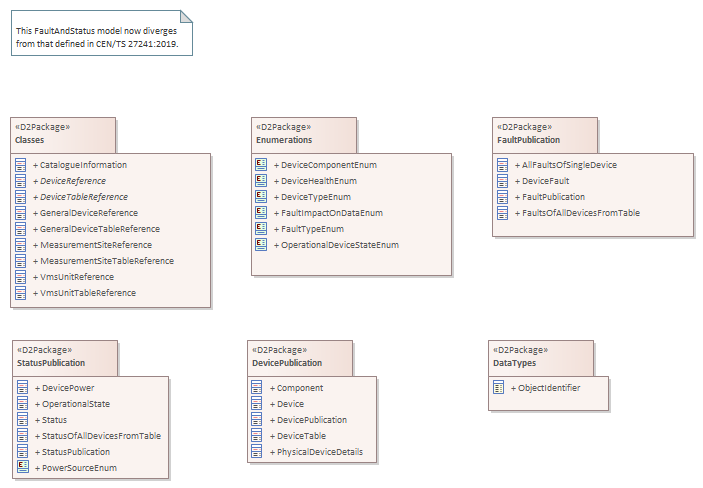 This FaultAndStatus model now diverges
from that defined in CEN/TS 27241:2019.
«D2Package»
Classes
+ CatalogueInformation
+ DeviceReference
+ DeviceTableReference
+ GeneralDeviceReference
+ GeneralDeviceTableReference
+ MeasurementSiteReference
+ MeasurementSiteTableReference
+ VmsUnitReference
+ VmsUnitTableReference
«D2Package»
Enumerations
+ DeviceComponentEnum
+ DeviceHealthEnum
+ DeviceTypeEnum
+ FaultImpactOnDataEnum
+ FaultTypeEnum
+ OperationalDeviceStateEnum
«D2Package»
FaultPublication
+ AllFaultsOfSingleDevice
+ DeviceFault
+ FaultPublication
+ FaultsOfAllDevicesFromTable
«D2Package»
StatusPublication
+ DevicePower
+ OperationalState
+ Status
+ StatusOfAllDevicesFromTable
+ StatusPublication
+ PowerSourceEnum
«D2Package»
DevicePublication
+ Component
+ Device
+ DevicePublication
+ DeviceTable
+ PhysicalDeviceDetails
«D2Package»
DataTypes
+ ObjectIdentifier